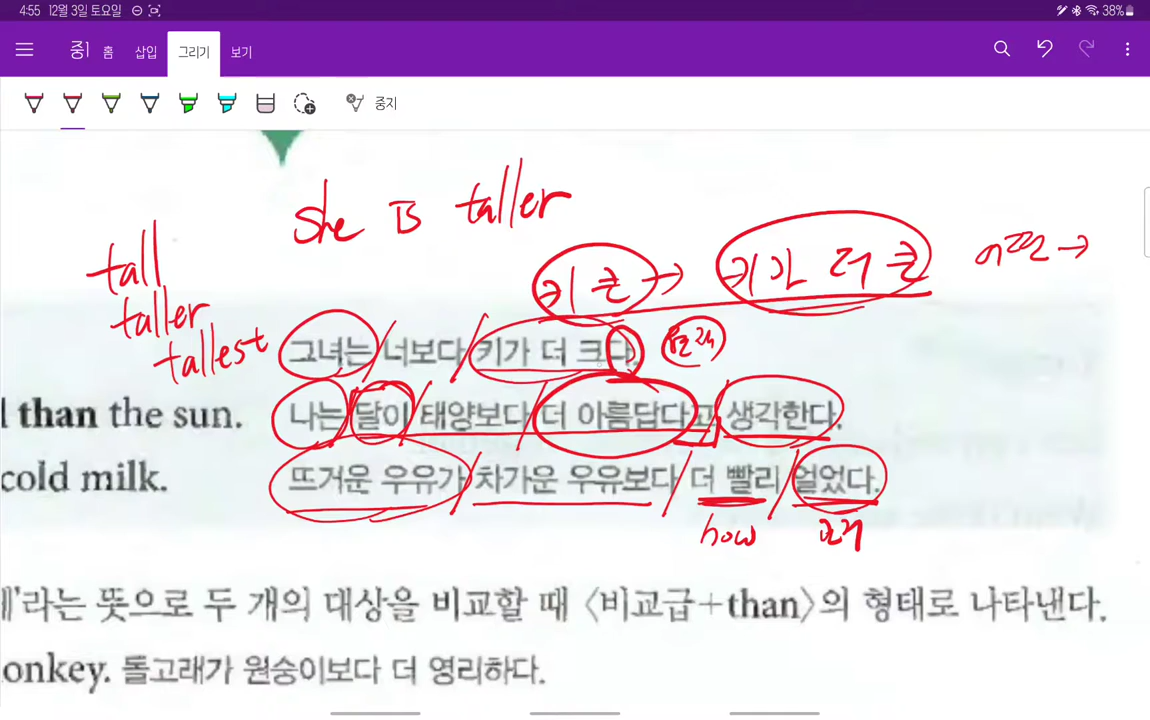 4:55 12월 3일 토요일 38%
중1 홈 삽입 그리기 보기
중지
She is taller
tall
taller
tallest
키 큰 → 키가 더 큰 어떤 →
그녀는 / 너보다 / 키가 더 크다. 현재
l than the sun. 나는 / 달이 / 태양보다 / 더 아름답다고 생각한다.
cold milk. 뜨거운 우유가 / 차가운 우유보다 / 더 빨리 / 얼었다.
how 과거
'라는 뜻으로 두 개의 대상을 비교할 때 〈비교급+than〉의 형태로 나타낸다.
onkey. 돌고래가 원숭이보다 더 영리하다.